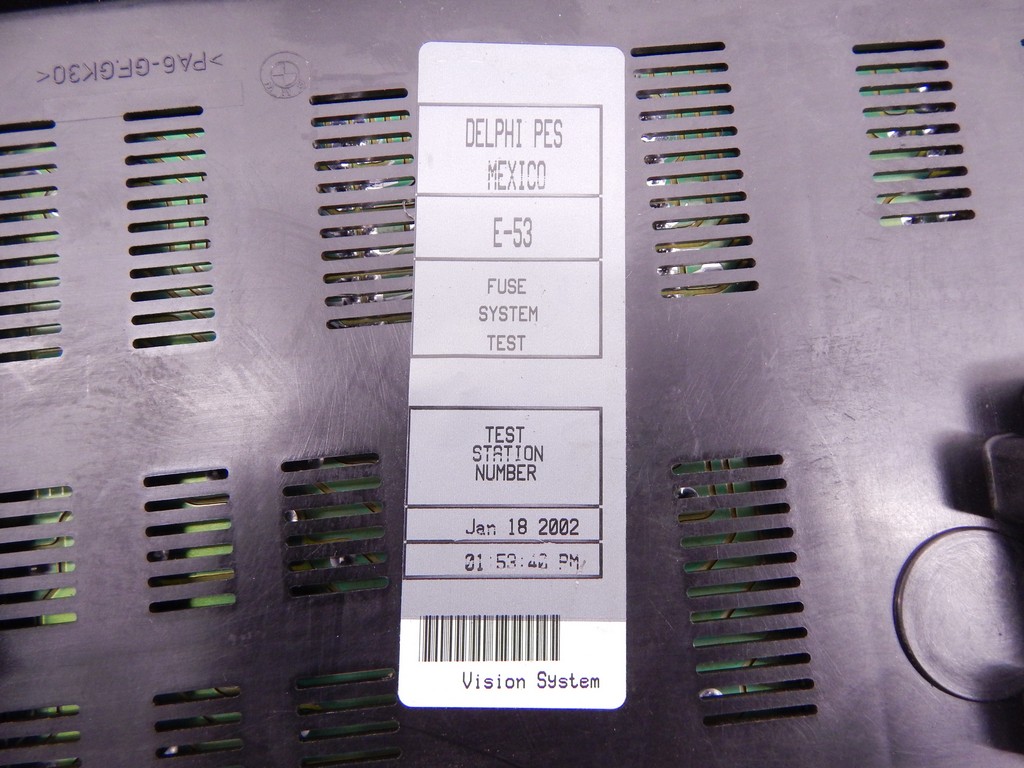 >PA6-GF.GK30<
DELPHI PES
MEXICO
E-53
FUSE
SYSTEM
TEST
TEST
STATION
NUMBER
Jan 18 2002
01:53:40 PM
Vision System